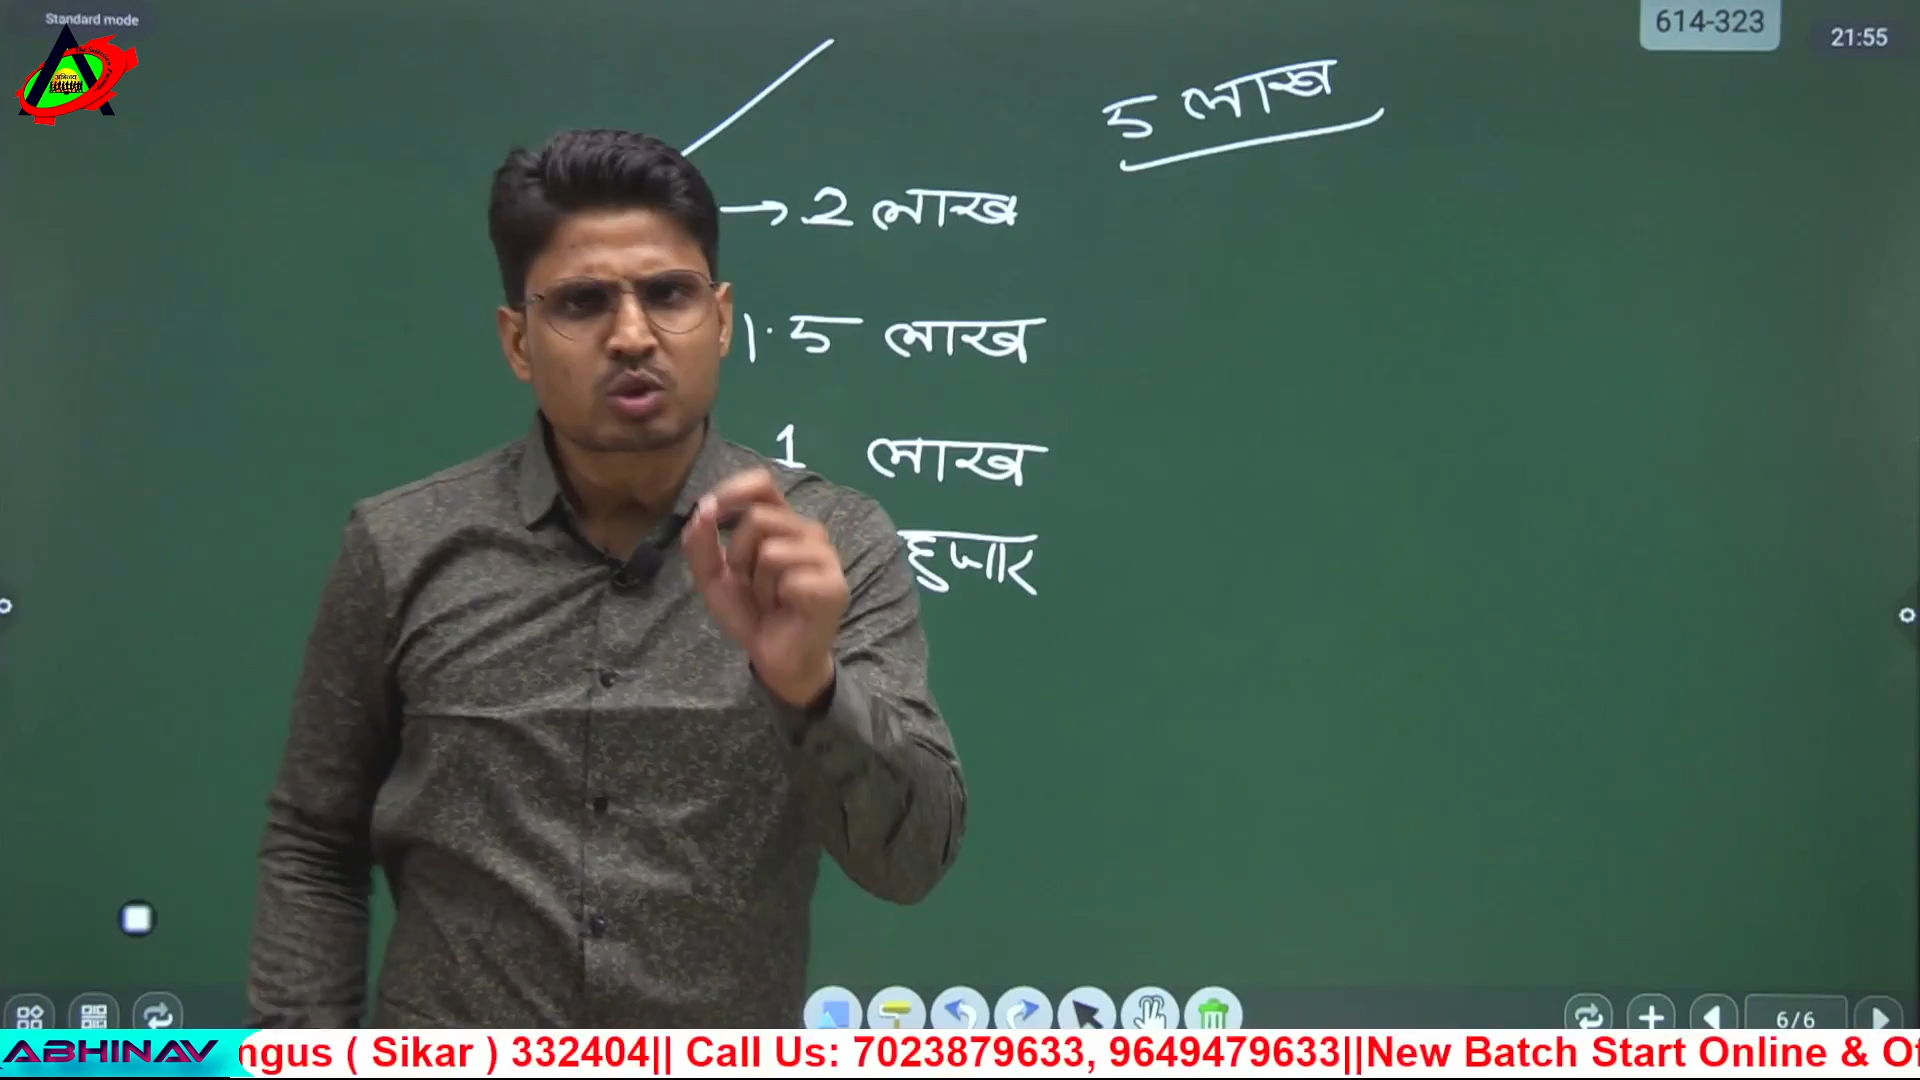 Standard mode
614-323
21:55
5 लाख
2 लाख
1.5 लाख
1 लाख
हजार
6/6
ABHINAV
ngus ( Sikar ) 332404|| Call Us: 7023879633, 9649479633||New Batch Start Online & Of